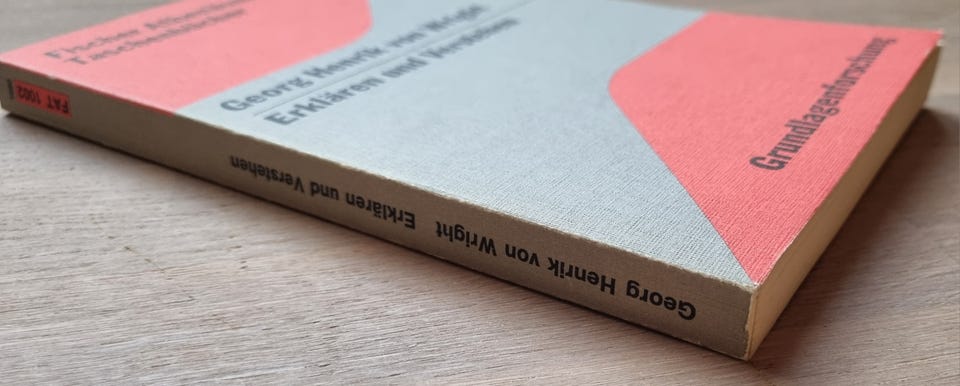 Fischer Athenäum
Taschenbücher
Georg Henrik von Wright
Erklären und Verstehen
Grundlagenforschung
Georg Henrik von Wright Erklären und Verstehen
FAT 1002